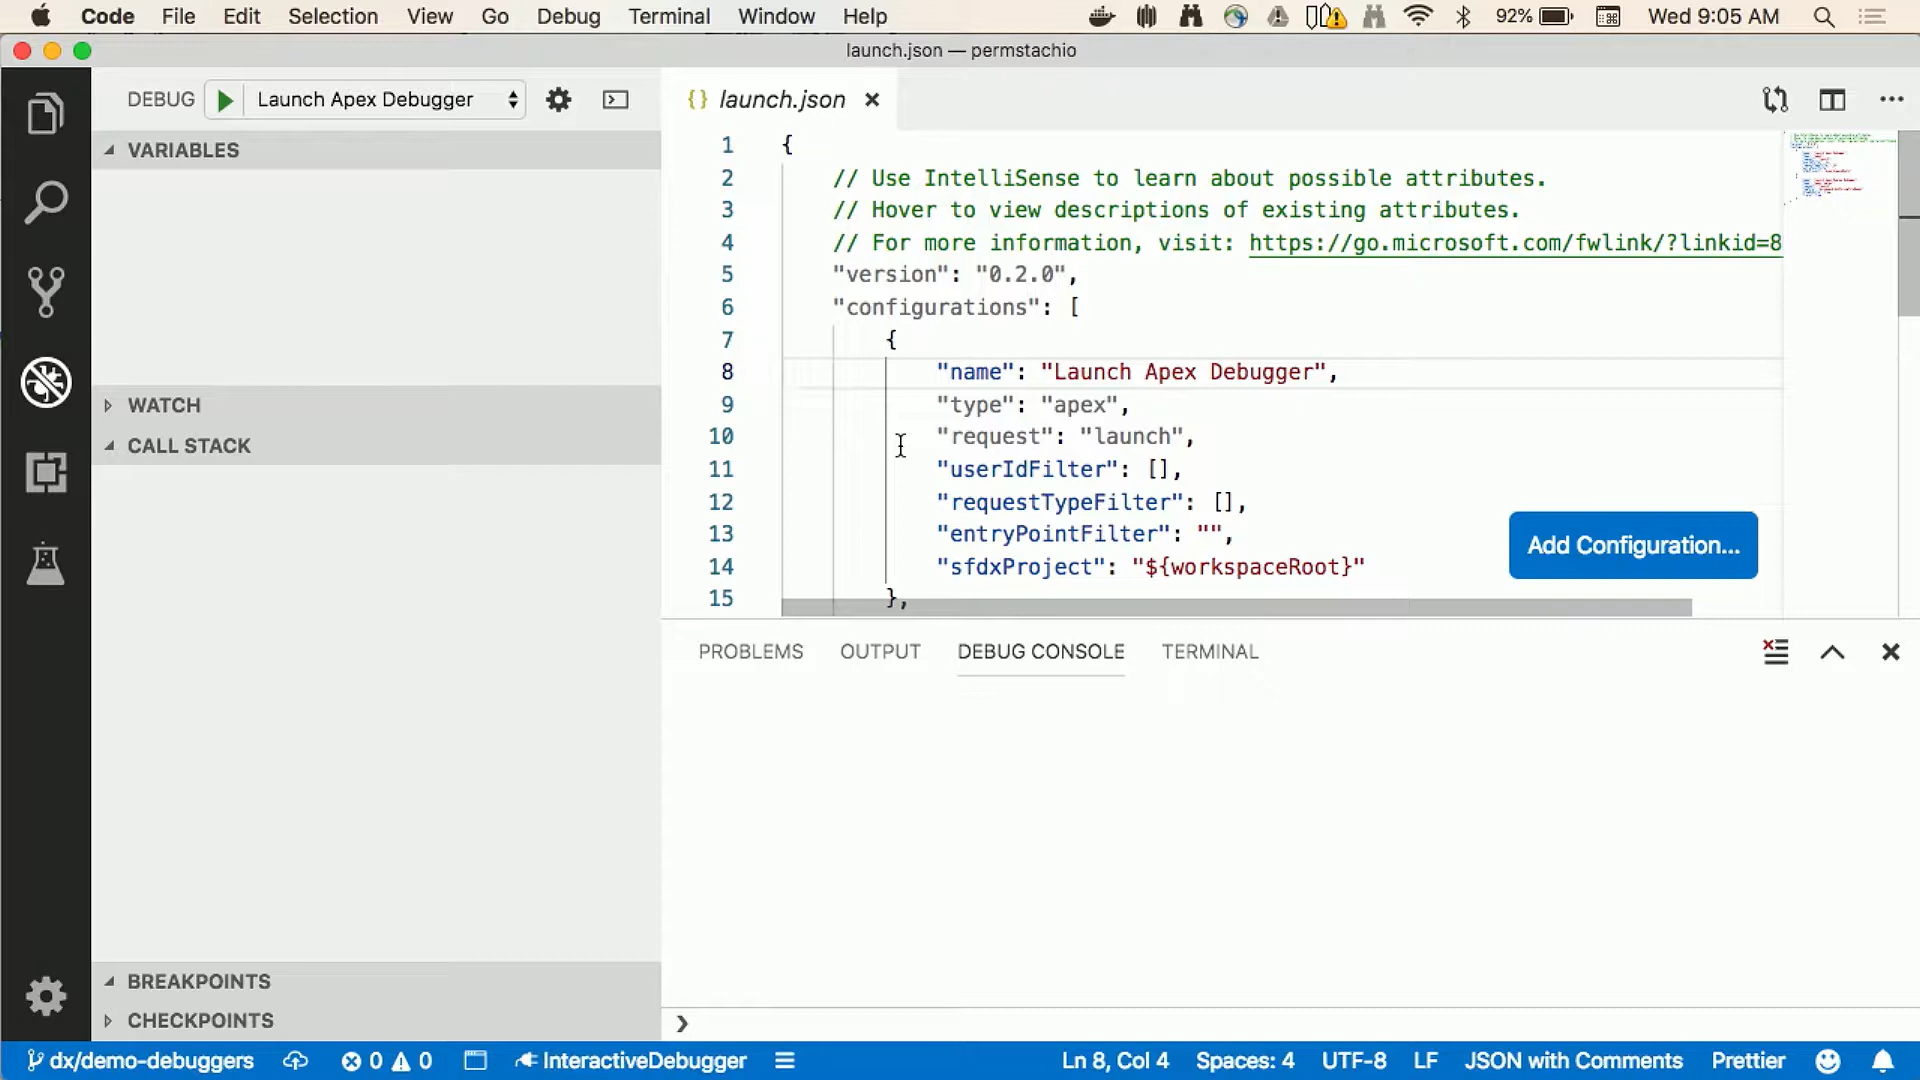 Code File Edit Selection View Go Debug Terminal Window Help 92% Wed 9:05 AM
launch.json — permstachio
DEBUG Launch Apex Debugger
VARIABLES
WATCH
CALL STACK
BREAKPOINTS
CHECKPOINTS
{} launch.json
1 {
2 // Use IntelliSense to learn about possible attributes.
3 // Hover to view descriptions of existing attributes.
4 // For more information, visit: https://go.microsoft.com/fwlink/?linkid=8
5 "version": "0.2.0",
6 "configurations": [
7 {
8 "name": "Launch Apex Debugger",
9 "type": "apex",
10 "request": "launch",
11 "userIdFilter": [],
12 "requestTypeFilter": [],
13 "entryPointFilter": "",
14 "sfdxProject": "${workspaceRoot}"
15 },
Add Configuration...
PROBLEMS OUTPUT DEBUG CONSOLE TERMINAL
dx/demo-debuggers 0 0 InteractiveDebugger Ln 8, Col 4 Spaces: 4 UTF-8 LF JSON with Comments Prettier